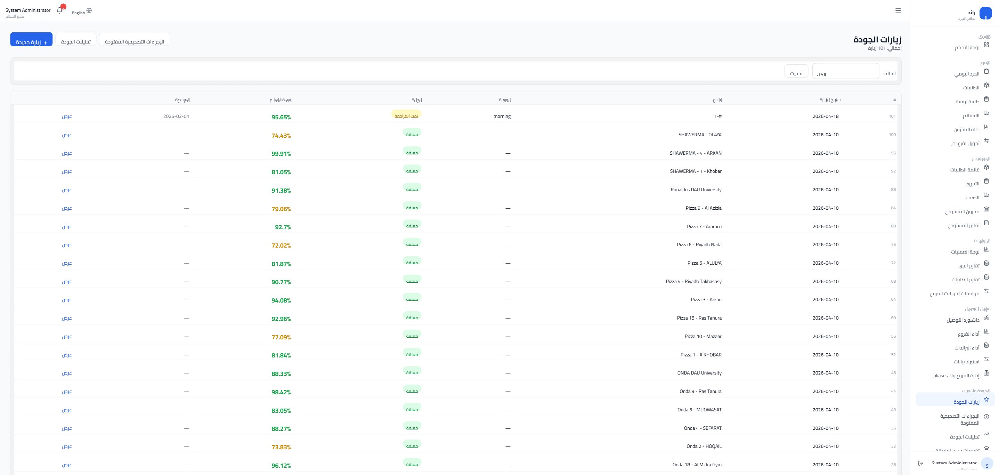 رائد
نظام الجرد
لوحة التحكم
الجرد اليومي
الطلبيات
طلبية يومية
الاستلام
حالة المخزون
تحويل لفرع آخر
قائمة الطلبيات
التجهيز
الصرف
مخزون المستودع
تقارير المستودع
لوحة العمليات
تقارير الجرد
تقارير الطلبيات
موافقات تحويلات الفروع
داشبورد التوصيل
أداء الفروع
أداء البراندات
استيراد بيانات
إدارة الفروع والـ aliases
زيارات الجودة
الإجراءات التصحيحية
المفتوحة
تحليلات الجودة
System Administrator
S
English
System Administrator
مدير النظام
زيارات الجودة
إجمالي: 101 زيارة
الإجراءات التصحيحية المفتوحة
تحليلات الجودة
+ زيارة جديدة
الحالة:
تحديث
# تاريخ الزيارة الفرع الوردية الحالة نسبة الالتزام المتابعة
101 2026-04-18 #-1 morning تمت المراجعة 95.65% 2026-02-01 عرض
100 2026-04-10 SHAWERMA - OLAYA — مغلقة 74.43% — عرض
96 2026-04-10 SHAWERMA - 4 - ARKAN — مغلقة 99.91% — عرض
92 2026-04-10 SHAWERMA - 1 - Khobar — مغلقة 81.05% — عرض
88 2026-04-10 Ronaldos DAU University — مغلقة 91.38% — عرض
84 2026-04-10 Pizza 9 - Al Azizia — مغلقة 79.06% — عرض
80 2026-04-10 Pizza 7 - Aramco — مغلقة 92.7% — عرض
76 2026-04-10 Pizza 6 - Riyadh Nada — مغلقة 72.02% — عرض
72 2026-04-10 Pizza 5 - ALULYA — مغلقة 81.87% — عرض
68 2026-04-10 Pizza 4 - Riyadh Takhasosy — مغلقة 90.77% — عرض
64 2026-04-10 Pizza 3 - Arkan — مغلقة 94.08% — عرض
60 2026-04-10 Pizza 15 - Ras Tanura — مغلقة 92.96% — عرض
56 2026-04-10 Pizza 10 - Mazaar — مغلقة 77.09% — عرض
52 2026-04-10 Pizza 1 - AlKHOBAR — مغلقة 81.84% — عرض
48 2026-04-10 ONDA DAU University — مغلقة 88.33% — عرض
44 2026-04-10 Onda 9 - Ras Tanura — مغلقة 98.42% — عرض
40 2026-04-10 Onda 5 - MUOWASAT — مغلقة 83.05% — عرض
36 2026-04-10 Onda 4 - SEFARAT — مغلقة 88.27% — عرض
32 2026-04-10 Onda 2 - HOQAIL — مغلقة 73.83% — عرض
28 2026-04-10 Onda 18 - Al Midra Gym — مغلقة 96.12% — عرض